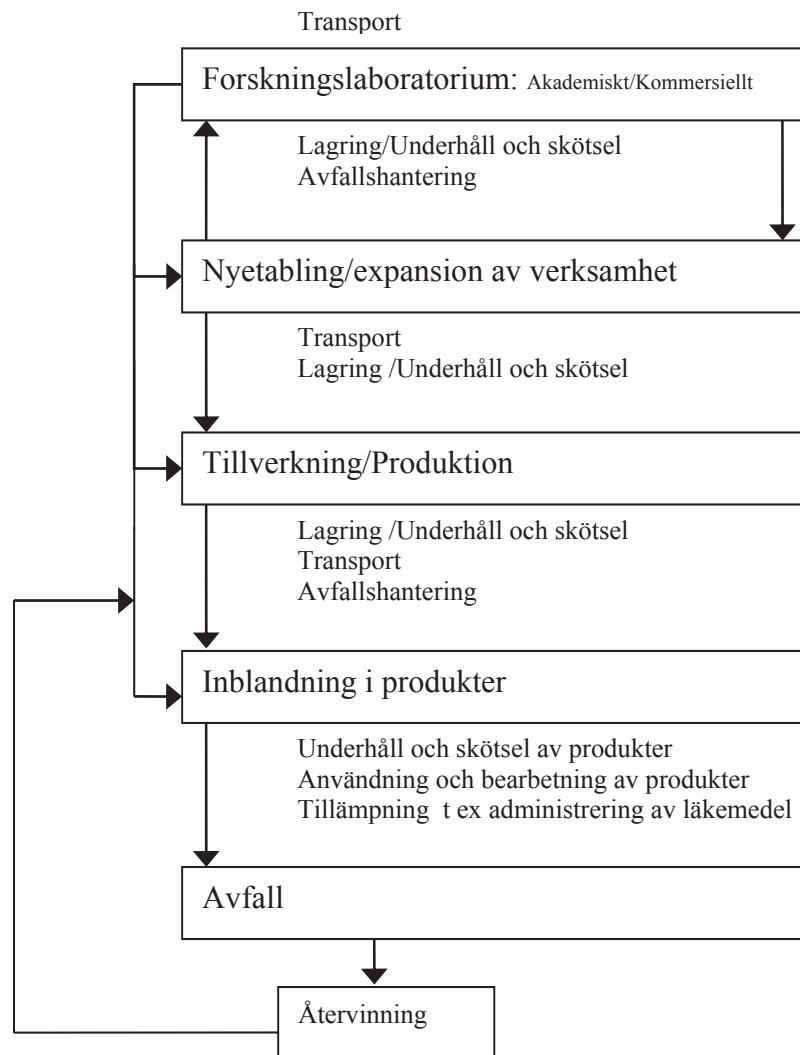 Transport
Forskningslaboratorium: Akademiskt/Kommersiellt
Lagring/Underhåll och skötsel
Avfallshantering
Nyetabling/expansion av verksamhet
Transport
Lagring /Underhåll och skötsel
Tillverkning/Produktion
Lagring /Underhåll och skötsel
Transport
Avfallshantering
Inblandning i produkter
Underhåll och skötsel av produkter
Användning och bearbetning av produkter
Tillämpning t ex administrering av läkemedel
Avfall
Återvinning